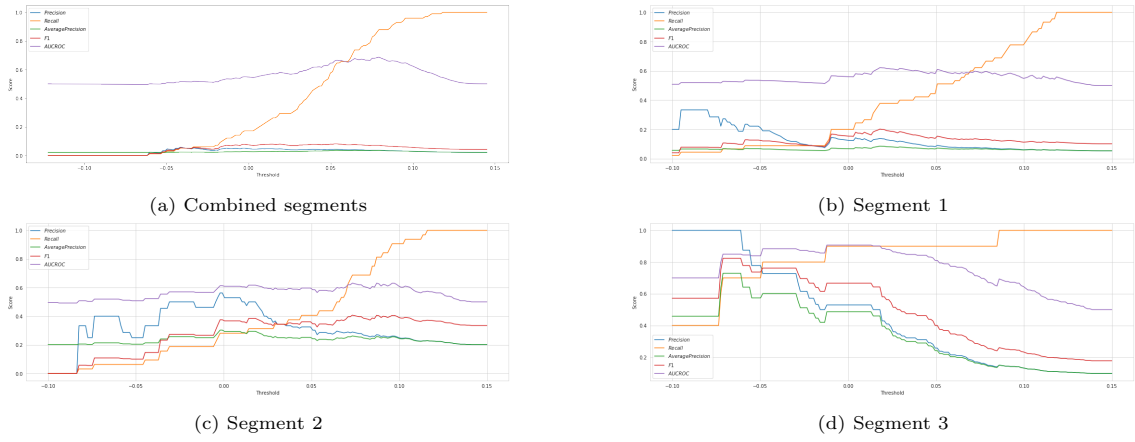 1.0
0.8
0.6
0.4
0.2
0.0
Score
Precision
Recall
AveragePrecision
F1
AUCROC
−0.10
−0.05
0.00
0.05
0.10
0.15
Threshold
(a) Combined segments
1.0
0.8
0.6
0.4
0.2
0.0
Score
Precision
Recall
AveragePrecision
F1
AUCROC
−0.10
−0.05
0.00
0.05
0.10
0.15
Threshold
(b) Segment 1
1.0
0.8
0.6
0.4
0.2
0.0
Score
Precision
Recall
AveragePrecision
F1
AUCROC
−0.10
−0.05
0.00
0.05
0.10
0.15
Threshold
(c) Segment 2
1.0
0.8
0.6
0.4
0.2
Score
Precision
Recall
AveragePrecision
F1
AUCROC
−0.10
−0.05
0.00
0.05
0.10
0.15
Threshold
(d) Segment 3